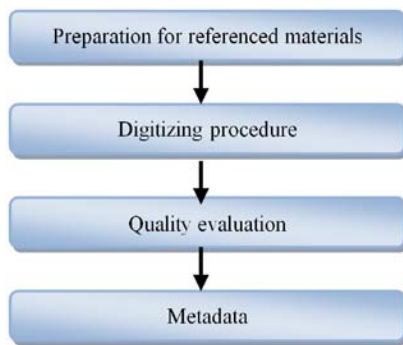 Preparation for referenced materials
Digitizing procedure
Quality evaluation
Metadata